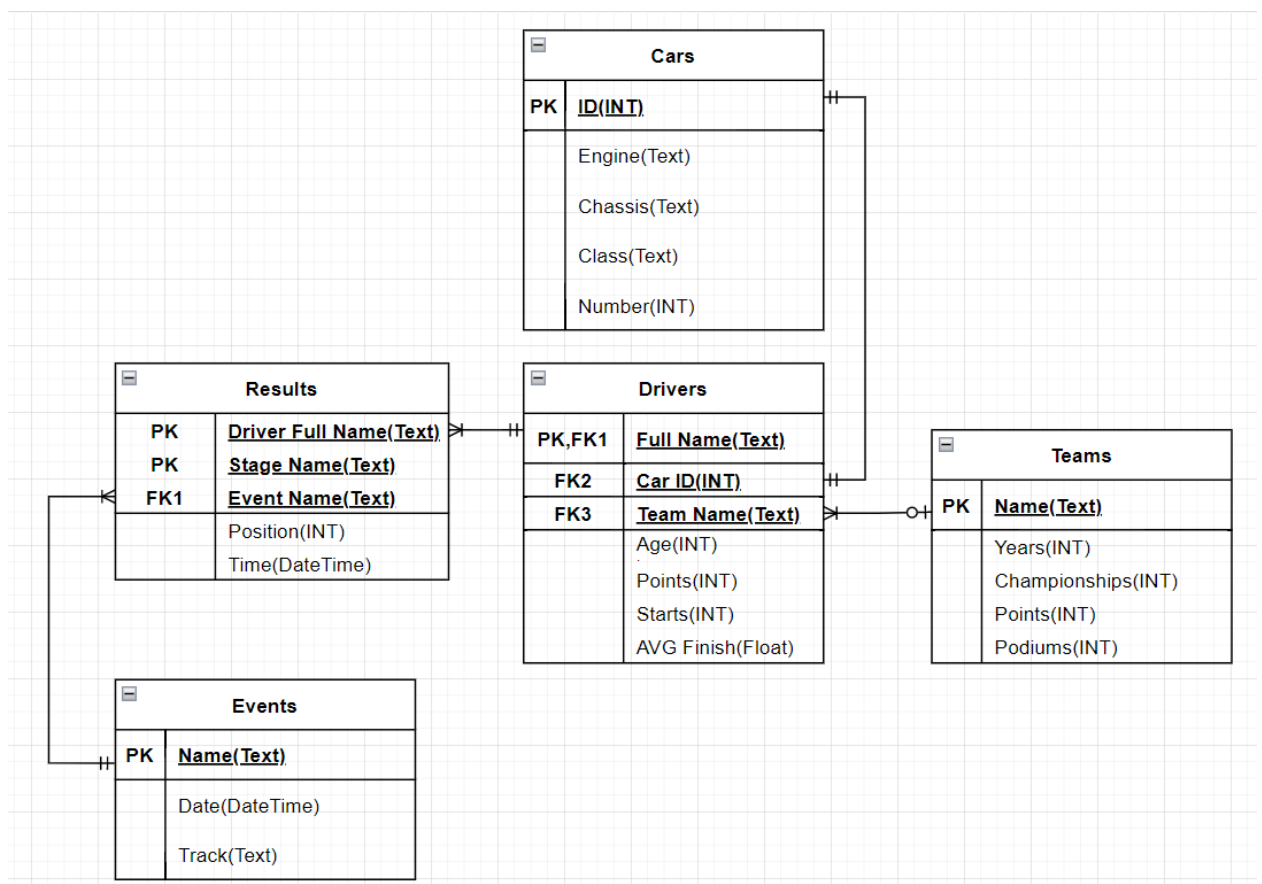 Cars
PK ID(INT)
Engine(Text)
Chassis(Text)
Class(Text)
Number(INT)
Results
PK Driver Full Name(Text)
PK Stage Name(Text)
FK1 Event Name(Text)
Position(INT)
Time(DateTime)
Drivers
PK,FK1 Full Name(Text)
FK2 Car ID(INT)
FK3 Team Name(Text)
Age(INT)
Points(INT)
Starts(INT)
AVG Finish(Float)
Teams
PK Name(Text)
Years(INT)
Championships(INT)
Points(INT)
Podiums(INT)
Events
PK Name(Text)
Date(DateTime)
Track(Text)